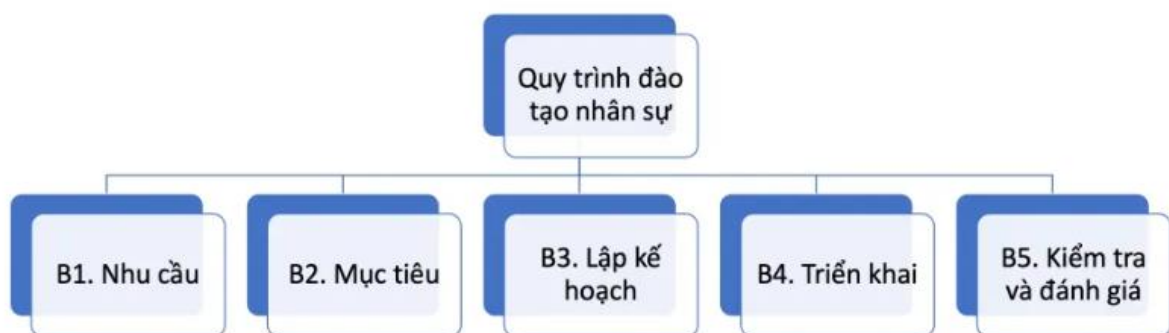 Quy trình đào
tạo nhân sự
B1. Nhu cầu
B2. Mục tiêu
B3. Lập kế
hoạch
B4. Triển khai
B5. Kiểm tra
và đánh giá